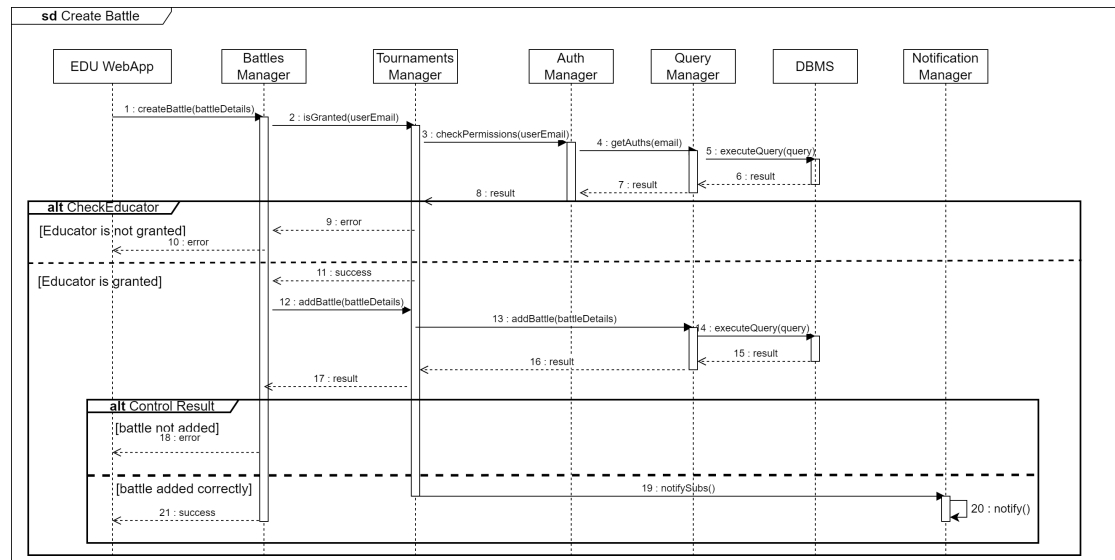 sd Create Battle
EDU WebApp
Battles
Manager
Tournaments
Manager
Auth
Manager
Query
Manager
DBMS
Notification
Manager
1 : createBattle(battleDetails)
2 : isGranted(userEmail)
3 : checkPermissions(userEmail)
4 : getAuths(email)
5 : executeQuery(query)
6 : result
7 : result
8 : result
alt CheckEducator
9 : error
[Educator is not granted]
10 : error
11 : success
[Educator is granted]
12 : addBattle(battleDetails)
13 : addBattle(battleDetails)
14 : executeQuery(query)
15 : result
16 : result
17 : result
alt Control Result
[battle not added]
18 : error
[battle added correctly]
19 : notifySubs()
20 : notify()
21 : success